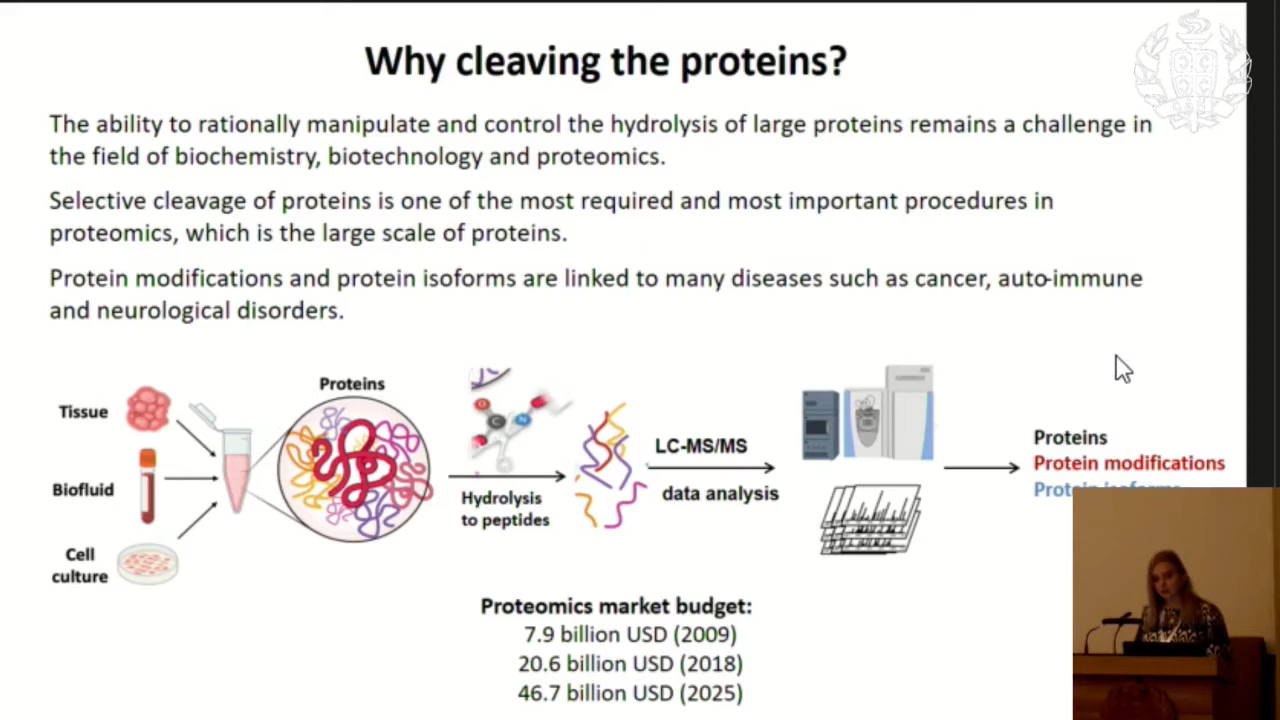 Why cleaving the proteins?
The ability to rationally manipulate and control the hydrolysis of large proteins remains a challenge in
the field of biochemistry, biotechnology and proteomics.
Selective cleavage of proteins is one of the most required and most important procedures in
proteomics, which is the large scale of proteins.
Protein modifications and protein isoforms are linked to many diseases such as cancer, auto-immune
and neurological disorders.
Tissue
Biofluid
Cell
culture
Proteins
O
C
N
Hydrolysis
to peptides
LC-MS/MS
data analysis
Proteins
Protein modifications
Protein isoforms
Proteomics market budget:
7.9 billion USD (2009)
20.6 billion USD (2018)
46.7 billion USD (2025)